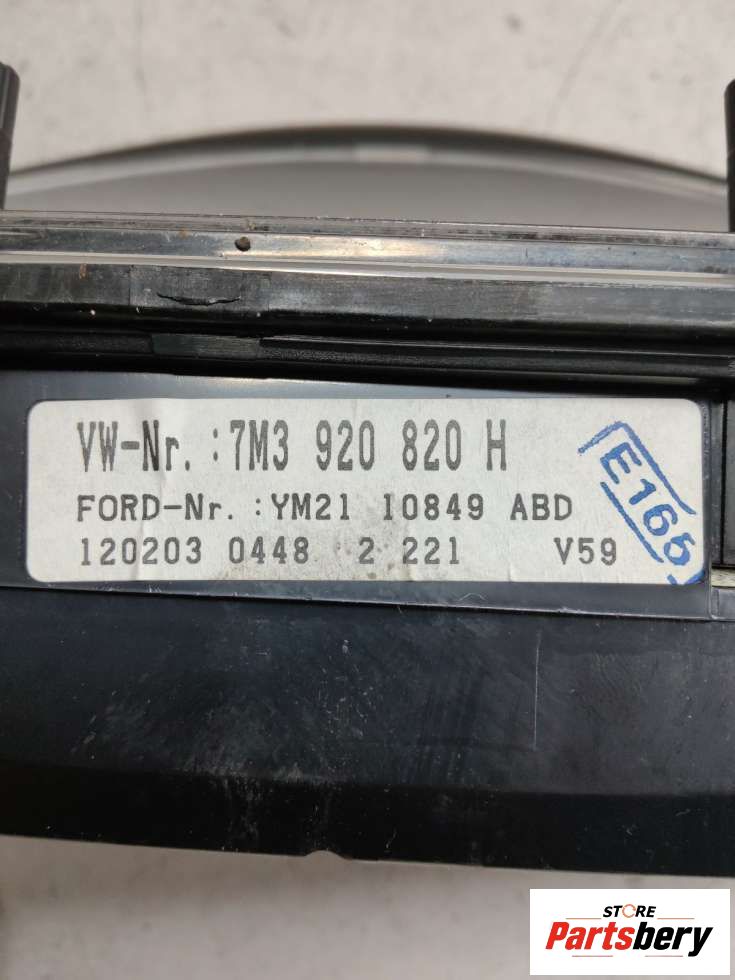 VW-Nr.:7M3 920 820 H
FORD-Nr.:YM21 10849 ABD
120203 0448 2 221 V59
E165
STORE
Partsbery